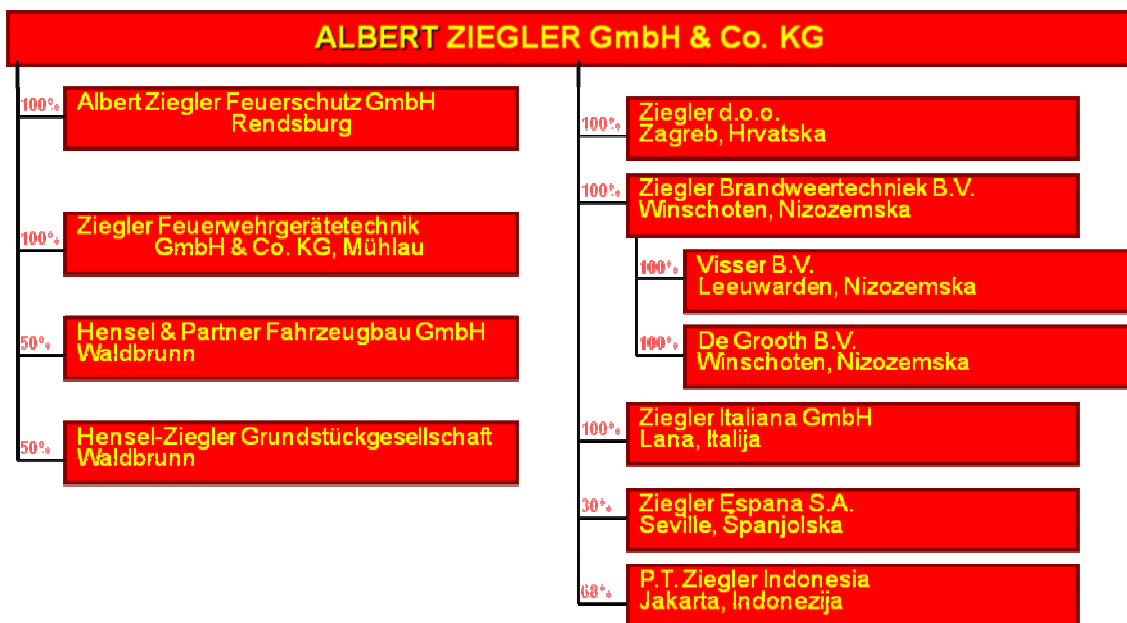 ALBERT ZIEGLER GmbH & Co. KG
100%
Albert Ziegler Feuerschutz GmbH
Rendsburg
100%
Ziegler Feuerwehrgerätetechnik
GmbH & Co. KG, Mühlau
50%
Hensel & Partner Fahrzeugbau GmbH
Waldbrunn
50%
Hensel-Ziegler Grundstückgesellschaft
Waldbrunn
100%
Ziegler d.o.o.
Zagreb, Hrvatska
100%
Ziegler Brandweertechniek B.V.
Winschoten, Nizozemska
100%
Visser B.V.
Leeuwarden, Nizozemska
100%
De Grooth B.V.
Winschoten, Nizozemska
100%
Ziegler Italiana GmbH
Lana, Italija
30%
Ziegler Espana S.A.
Seville, Španjolska
68%
P.T. Ziegler Indonesia
Jakarta, Indonezija